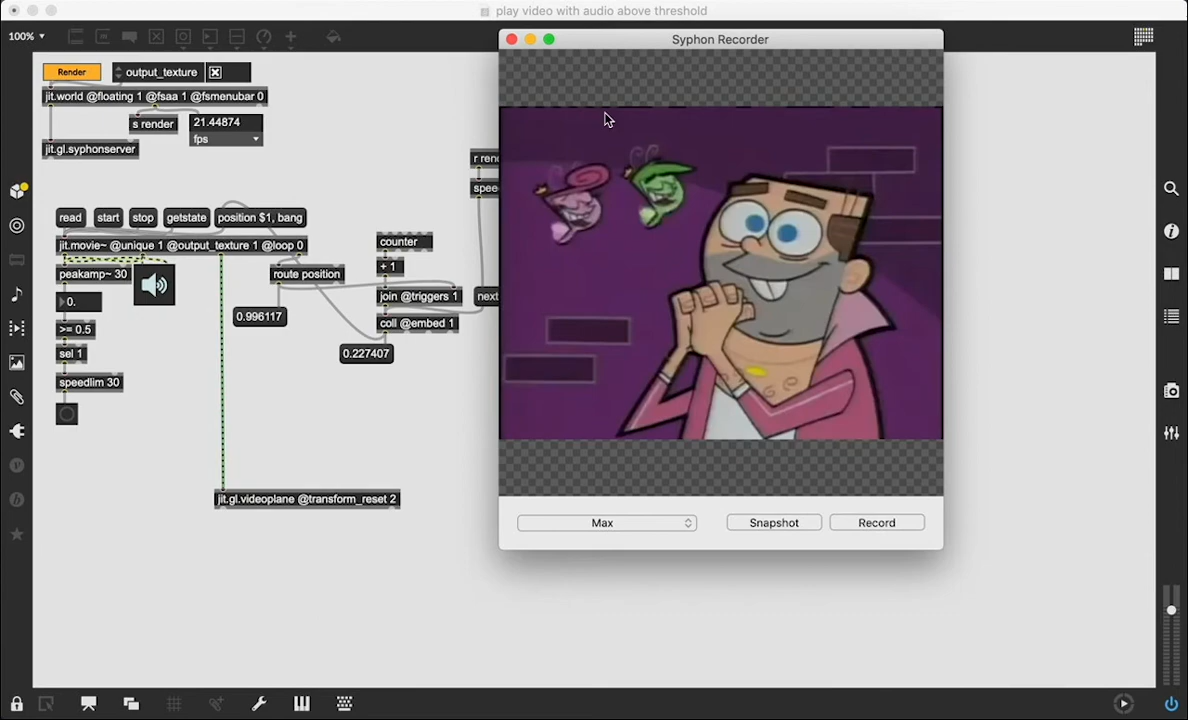 play video with audio above threshold
100%
Syphon Recorder
Render
output_texture
jit.world @floating 1 @fsaa 1 @fsmenubar 0
s render
21.44874
fps
jit.gl.syphonserver
r ren
spee
read
start
stop
getstate
position $1, bang
jit.movie~ @unique 1 @output_texture 1 @loop 0
counter
peakamp~ 30
route position
+ 1
0.
join @triggers 1
next
0.996117
>= 0.5
coll @embed 1
sel 1
0.227407
speedlim 30
jit.gl.videoplane @transform_reset 2
Max
Snapshot
Record